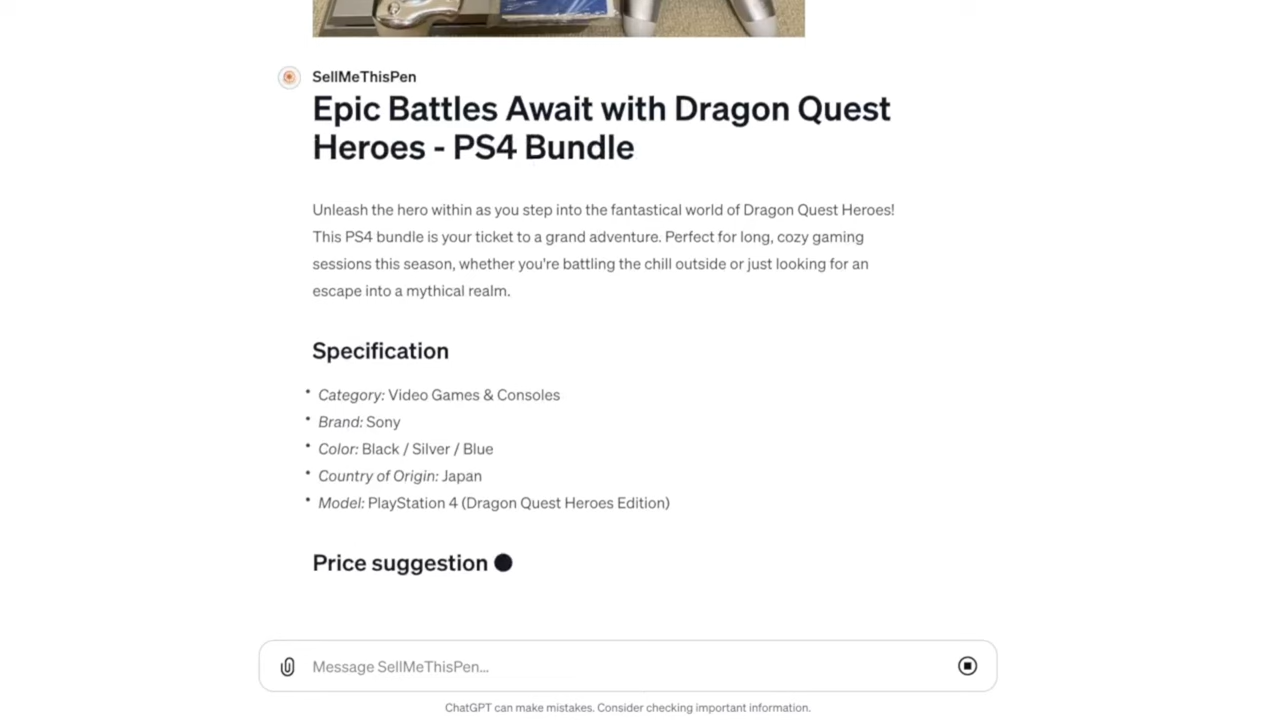 SellMeThisPen
Epic Battles Await with Dragon Quest
Heroes - PS4 Bundle
Unleash the hero within as you step into the fantastical world of Dragon Quest Heroes!
This PS4 bundle is your ticket to a grand adventure. Perfect for long, cozy gaming
sessions this season, whether you're battling the chill outside or just looking for an
escape into a mythical realm.
Specification
• Category: Video Games & Consoles
• Brand: Sony
• Color: Black / Silver / Blue
• Country of Origin: Japan
• Model: PlayStation 4 (Dragon Quest Heroes Edition)
Price suggestion
Message SellMeThisPen...
ChatGPT can make mistakes. Consider checking important information.